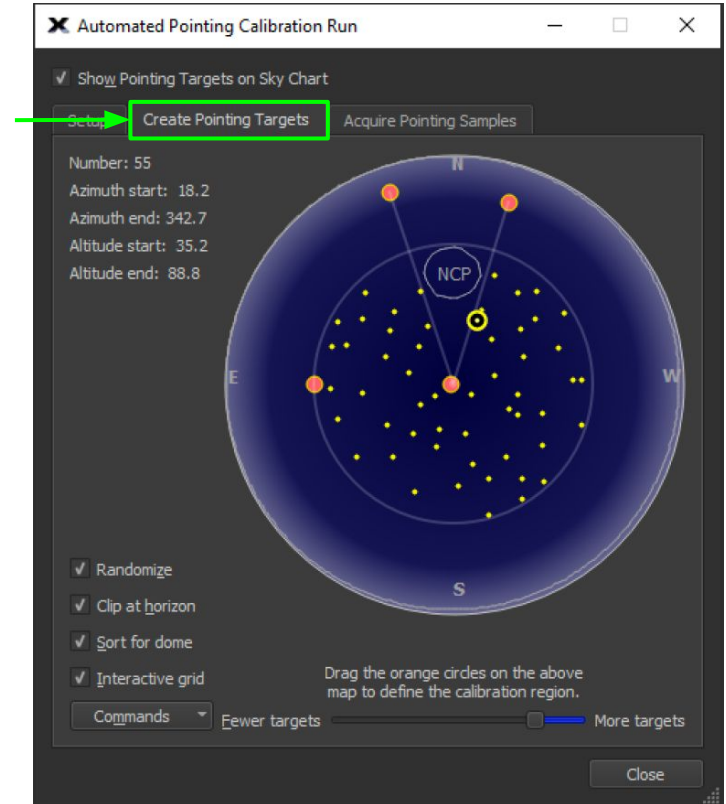 Automated Pointing Calibration Run
Show Pointing Targets on Sky Chart
Setup
Create Pointing Targets
Acquire Pointing Samples
Number: 55
Azimuth start: 18.2
Azimuth end: 342.7
Altitude start: 35.2
Altitude end: 88.8
N
NCP
E
W
S
Randomize
Clip at horizon
Sort for dome
Interactive grid
Drag the orange circles on the above
map to define the calibration region.
Commands
Fewer targets
More targets
Close